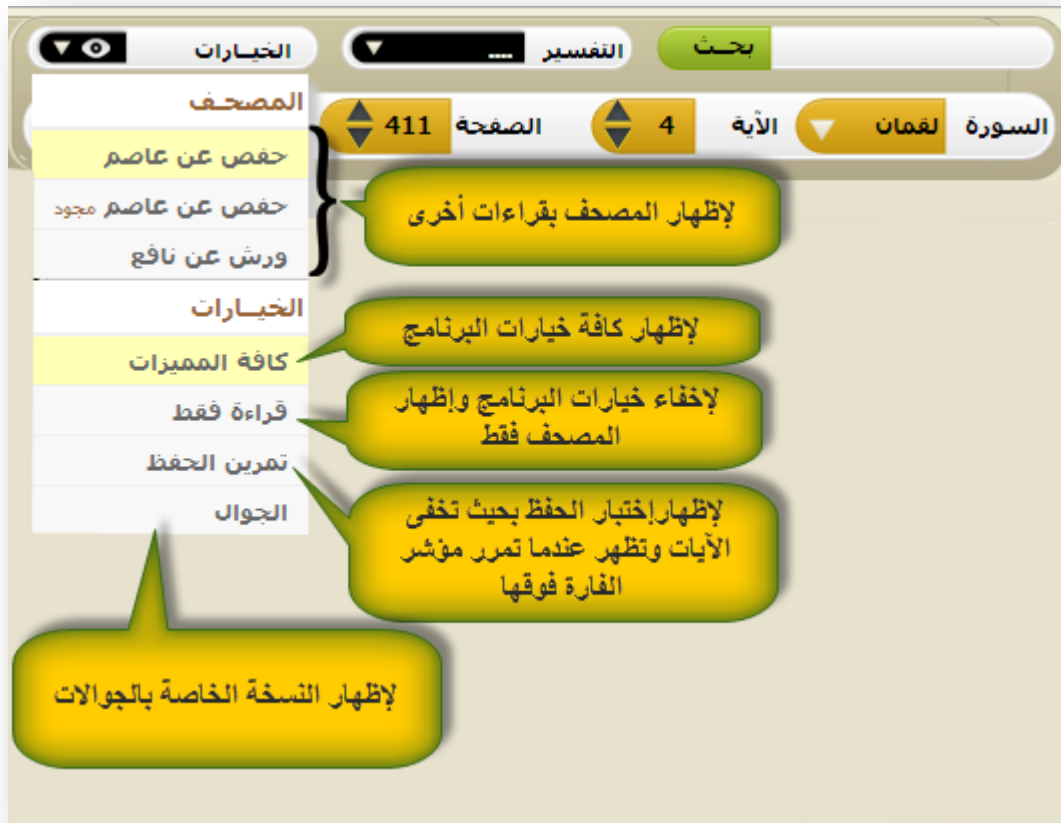 بحـث
التفسير ....
الخيـارات
السورة لقمان
الآية 4
الصفحة 411
المصحـف
حفص عن عاصم
حفص عن عاصم مجود
ورش عن نافع
لإظهار المصحف بقراءات أخرى
الخيـارات
كافة المميزات
لإظهار كافة خيارات البرنامج
قراءة فقط
لإخفاء خيارات البرنامج وإظهار
المصحف فقط
تمرين الحفظ
لإظهارإختبار الحفظ بحيث تخفى
الآيات وتظهر عندما تمرر مؤشر
الفارة فوقها
الجوال
لإظهار النسخة الخاصة بالجوالات